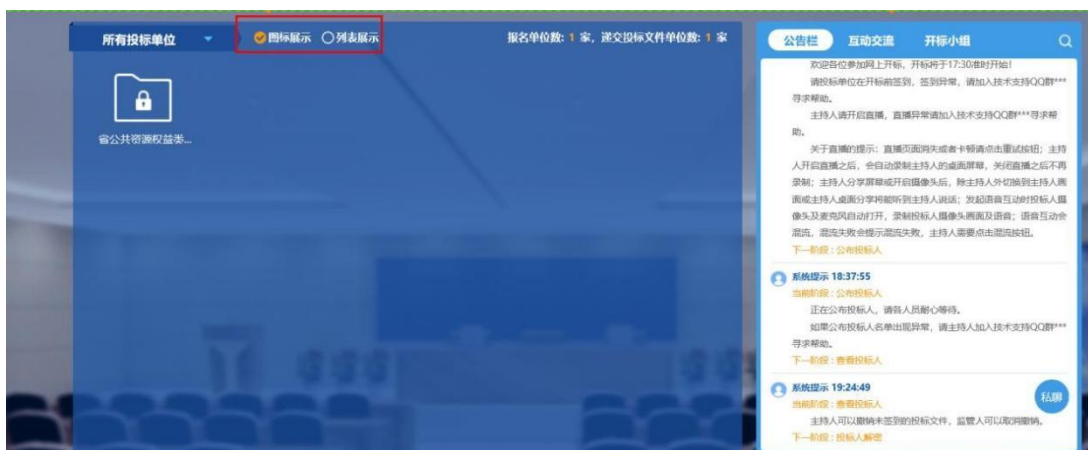 所有投标单位 图标展示 列表展示 报名单位数: 1 家, 递交投标文件单位数: 1 家
省公共资源权益类...
公告栏 互动交流 开标小组
欢迎各位参加网上开标, 开标将于17:30准时开始!
请投标单位在开标前签到, 签到异常, 请加入技术支持QQ群***
寻求帮助。
主持人请开启直播, 直播异常请加入技术支持QQ群***寻求帮
助。
关于直播的提示: 直播页面消失或者卡顿请点击重试按钮; 主持
人开启直播之后, 会自动录制主持人的桌面屏幕, 关闭直播之后不再
录制; 主持人分享屏幕或开启摄像头后, 除主持人外切换到主持人画
面或主持人桌面分享将能听到主持人说话; 发起语音互动时投标人摄
像头及麦克风自动打开, 录制投标人摄像头画面及语音; 语音互动会
混流, 混流失败会提示混流失败, 主持人需要点击混流按钮。
下一阶段 : 公布投标人
系统提示 18:37:55
当前阶段 : 公布投标人
正在公布投标人, 请各人员耐心等待。
如果公布投标人名单出现异常, 请主持人加入技术支持QQ群***
寻求帮助。
下一阶段 : 查看投标人
系统提示 19:24:49
当前阶段 : 查看投标人
主持人可以撤销未签到的投标文件, 监管人可以取消撤销。
下一阶段 : 投标人解密
私聊